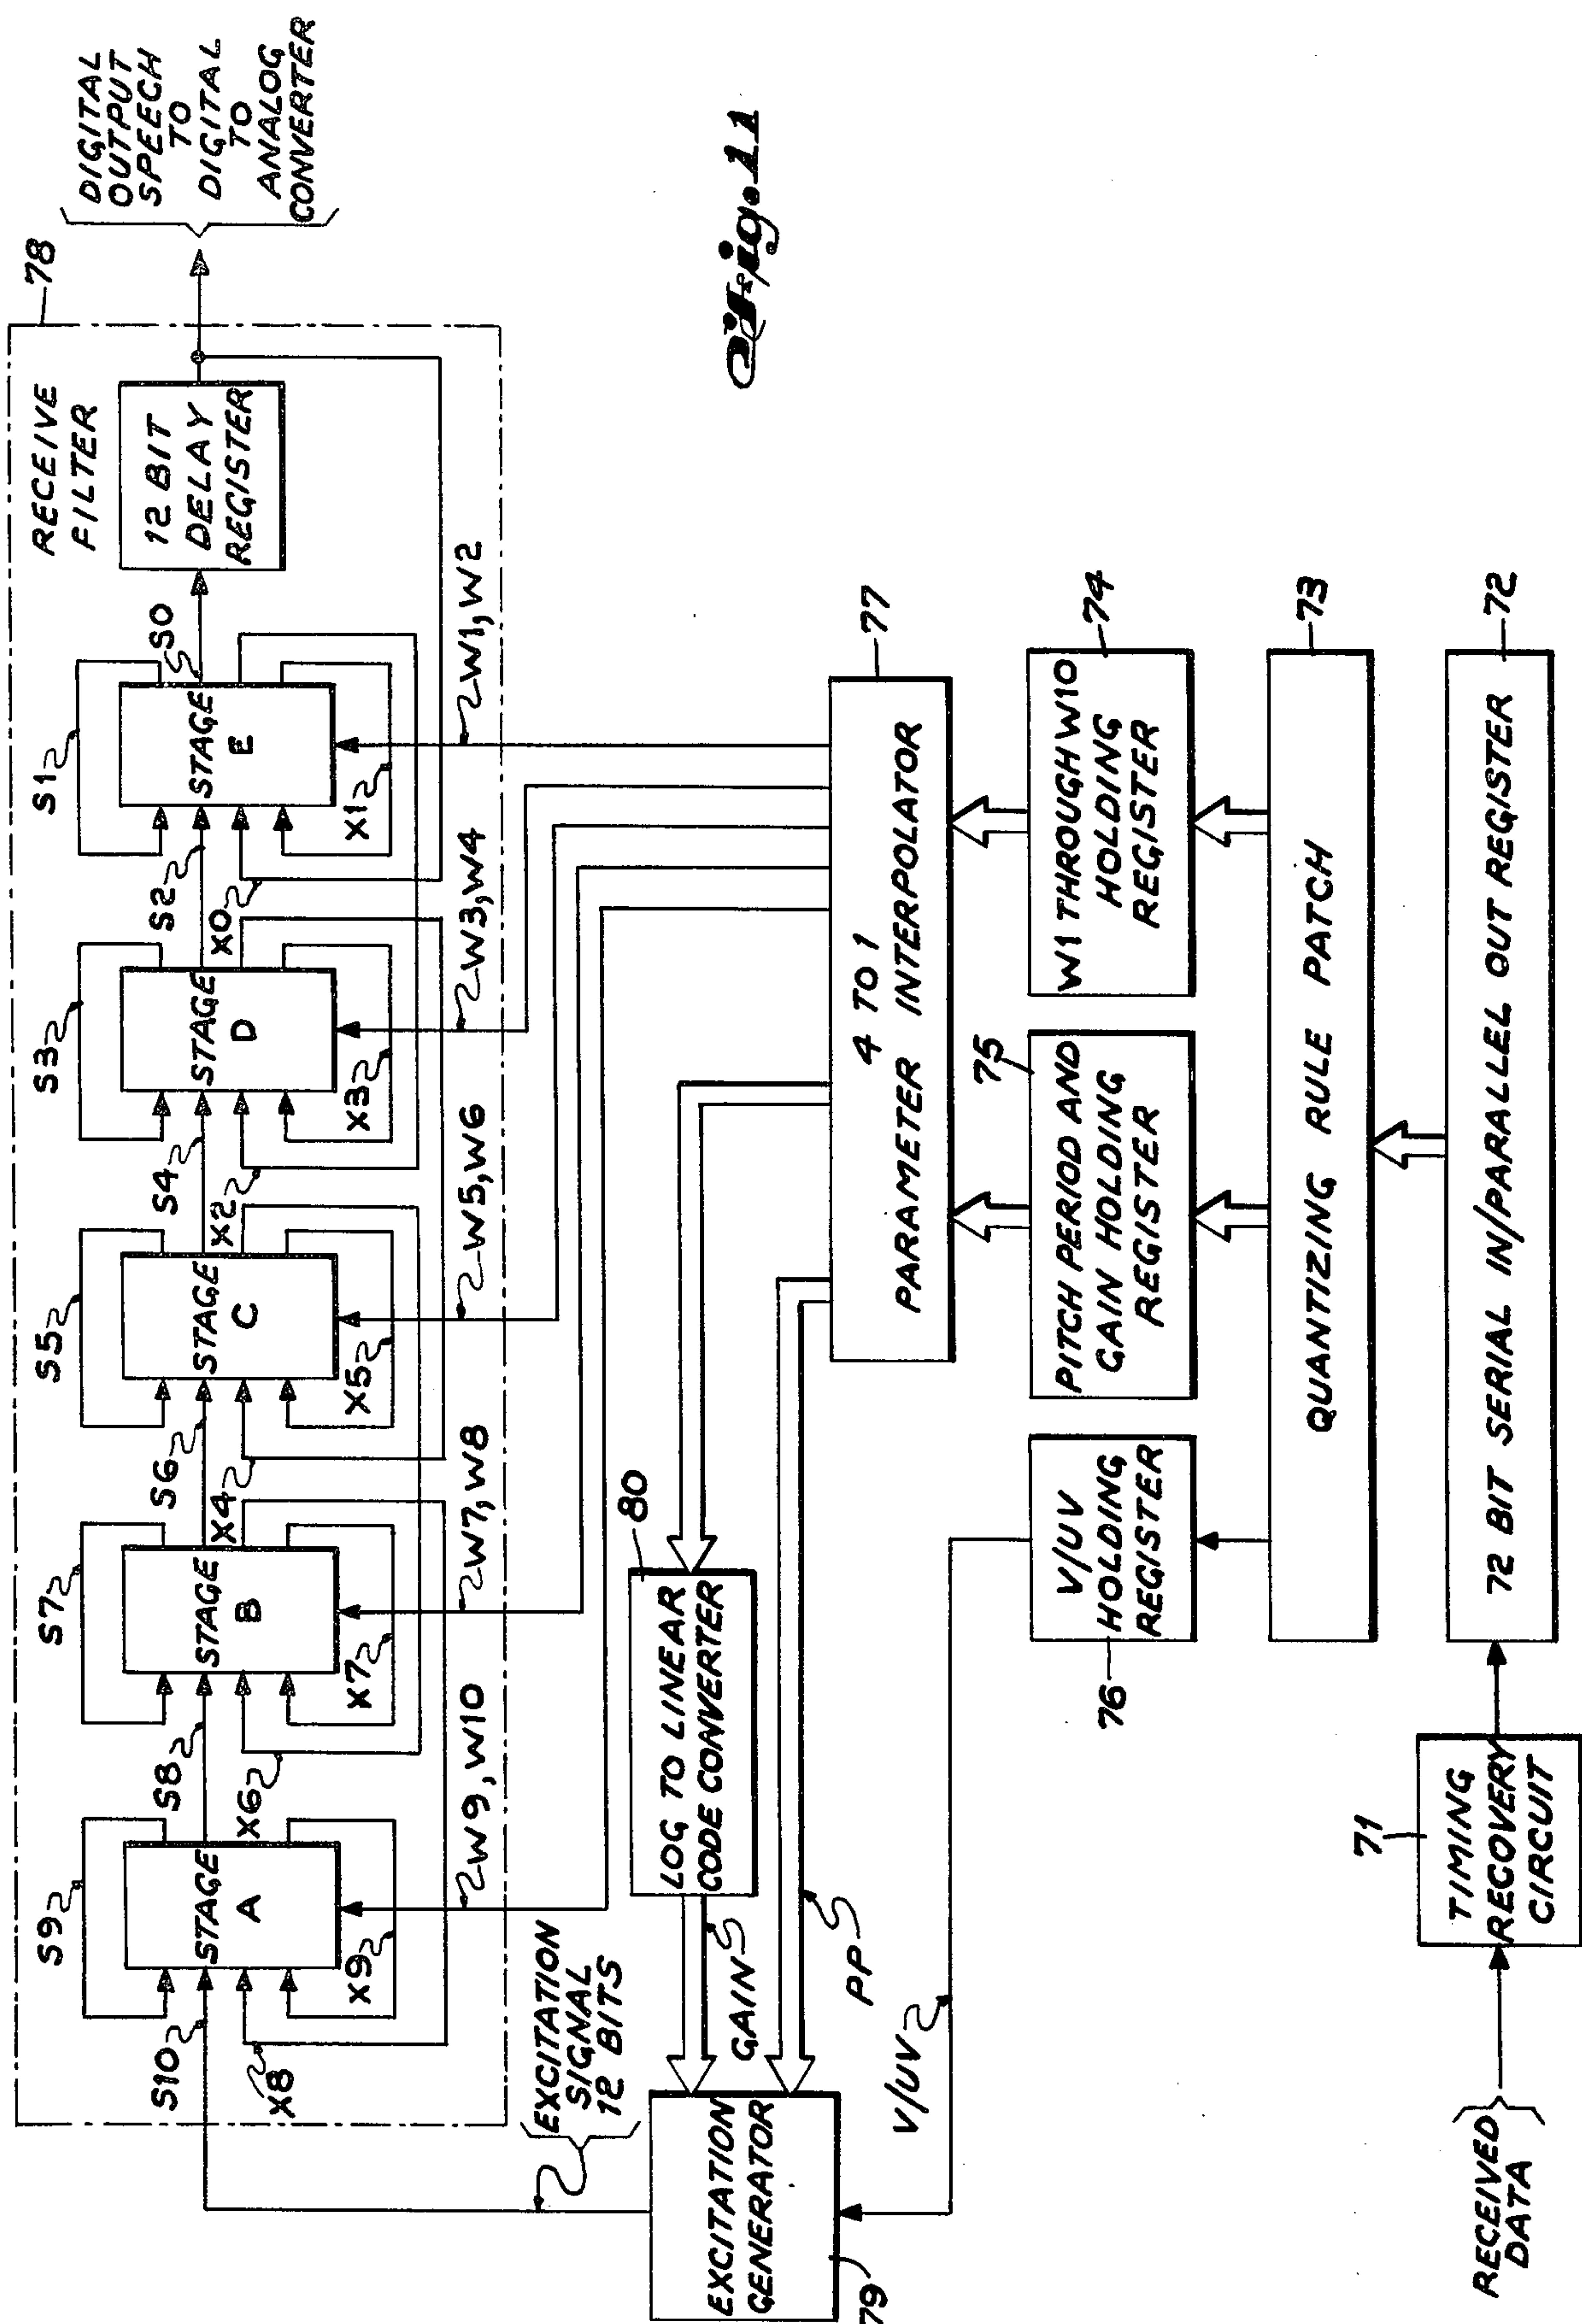 RECEIVE
FILTER
78
DIGITAL
OUTPUT
SPEECH
TO
DIGITAL
TO
ANALOG
CONVERTER
S9
S7
S5
S3
S1
S10
STAGE
A
S8
STAGE
B
S6
STAGE
C
S4
STAGE
D
S2
STAGE
E
S0
12 BIT
DELAY
REGISTER
X8
X9
X6
X7
X4
X5
X2
X3
X0
X1
W9, W10
W7, W8
W5, W6
W3, W4
W1, W2
EXCITATION
SIGNAL
12 BITS
EXCITATION
GENERATOR
79
GAIN
LOG TO LINEAR
CODE CONVERTER
80
PP
V/UV
4 TO 1
PARAMETER INTERPOLATOR
77
V/UV
HOLDING
REGISTER
76
PITCH PERIOD AND
GAIN HOLDING
REGISTER
75
W1 THROUGH W10
HOLDING
REGISTER
74
QUANTIZING RULE PATCH
73
RECEIVED
DATA
TIMING
RECOVERY
CIRCUIT
71
72 BIT SERIAL IN/PARALLEL OUT REGISTER
72
Fig. 11